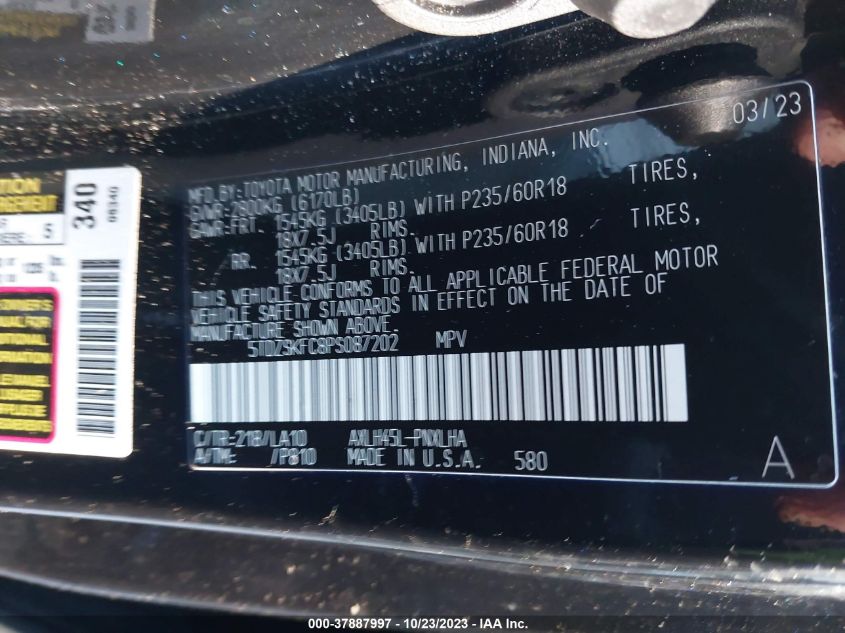 03/23
MFD.BY:TOYOTA MOTOR MANUFACTURING, INDIANA, INC.
GVWR:2800KG (6170LB)
GAWR:FRT. 1545KG (3405LB) WITH P235/60R18 TIRES,
18X7.5J RIMS.
RR. 1545KG (3405LB) WITH P235/60R18 TIRES,
18X7.5J RIMS.
THIS VEHICLE CONFORMS TO ALL APPLICABLE FEDERAL MOTOR
VEHICLE SAFETY STANDARDS IN EFFECT ON THE DATE OF
MANUFACTURE SHOWN ABOVE.
5TDZSKFC8PS087202 MPV
C/TR:218/LA10 AXLH45L-PNXLHA
A/TM: /P810 MADE IN U.S.A. 580
A
340
000-37887997 - 10/23/2023 - © IAA Inc.